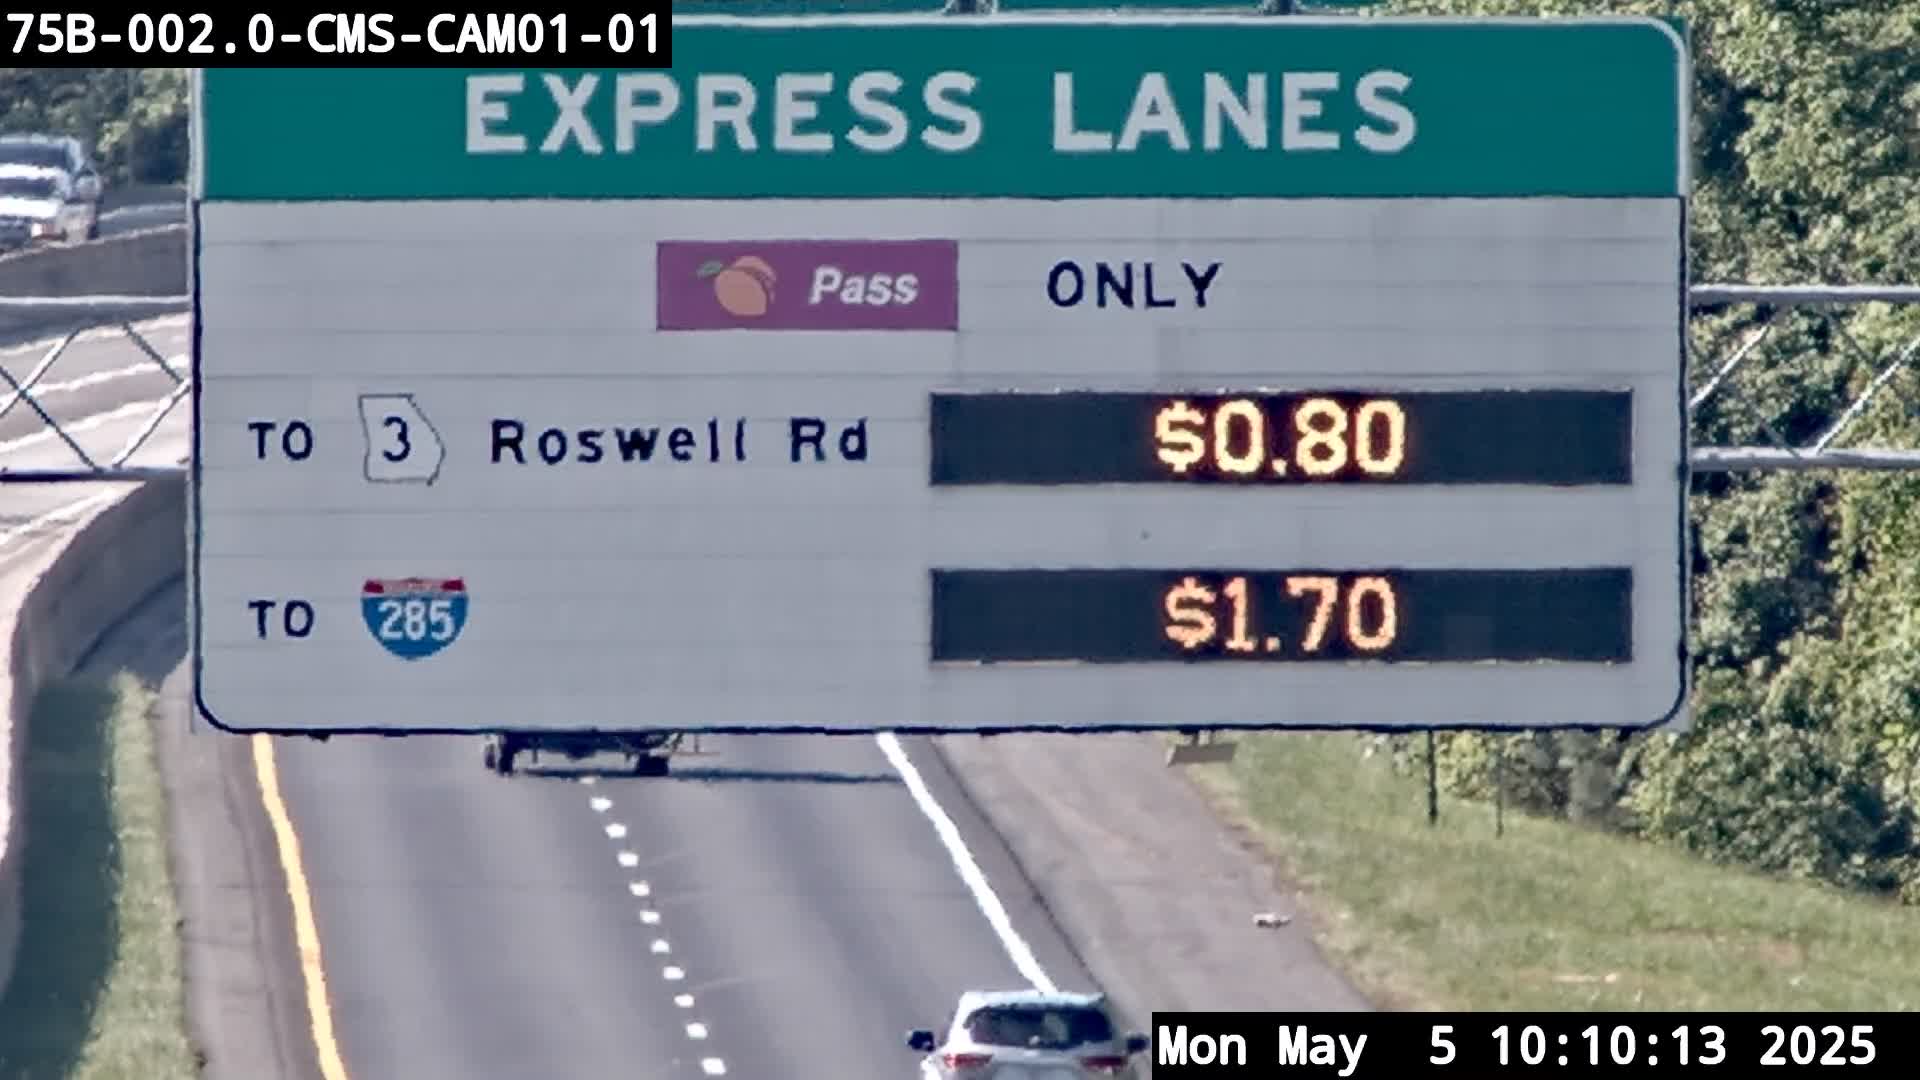 75B-002.0-CMS-CAM01-01
EXPRESS LANES
Pass ONLY
TO 3 Roswell Rd $0.80
TO 285 $1.70
Mon May 5 10:10:13 2025